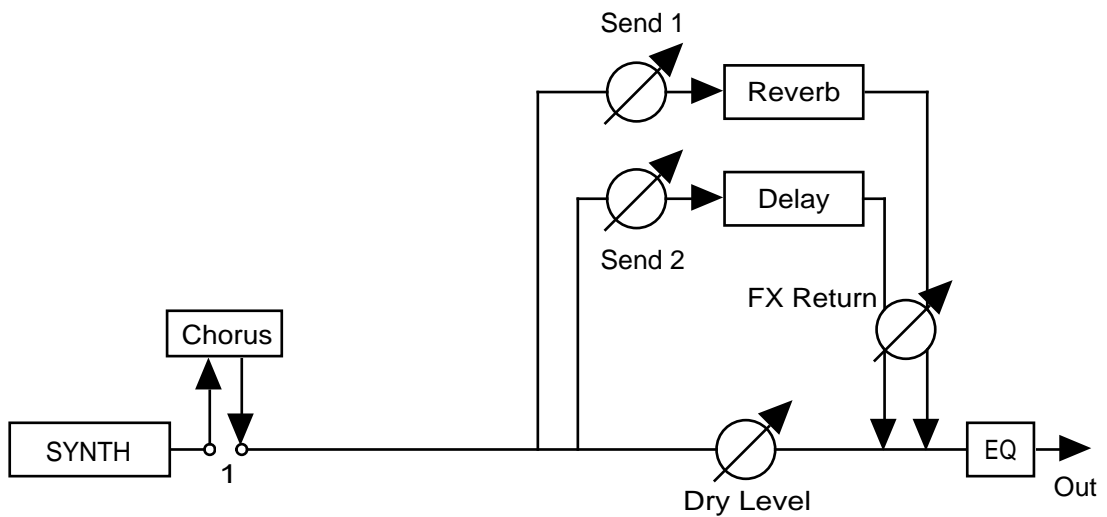 Send 1
Reverb
Delay
Send 2
FX Return
Chorus
SYNTH
1
Dry Level
EQ
Out